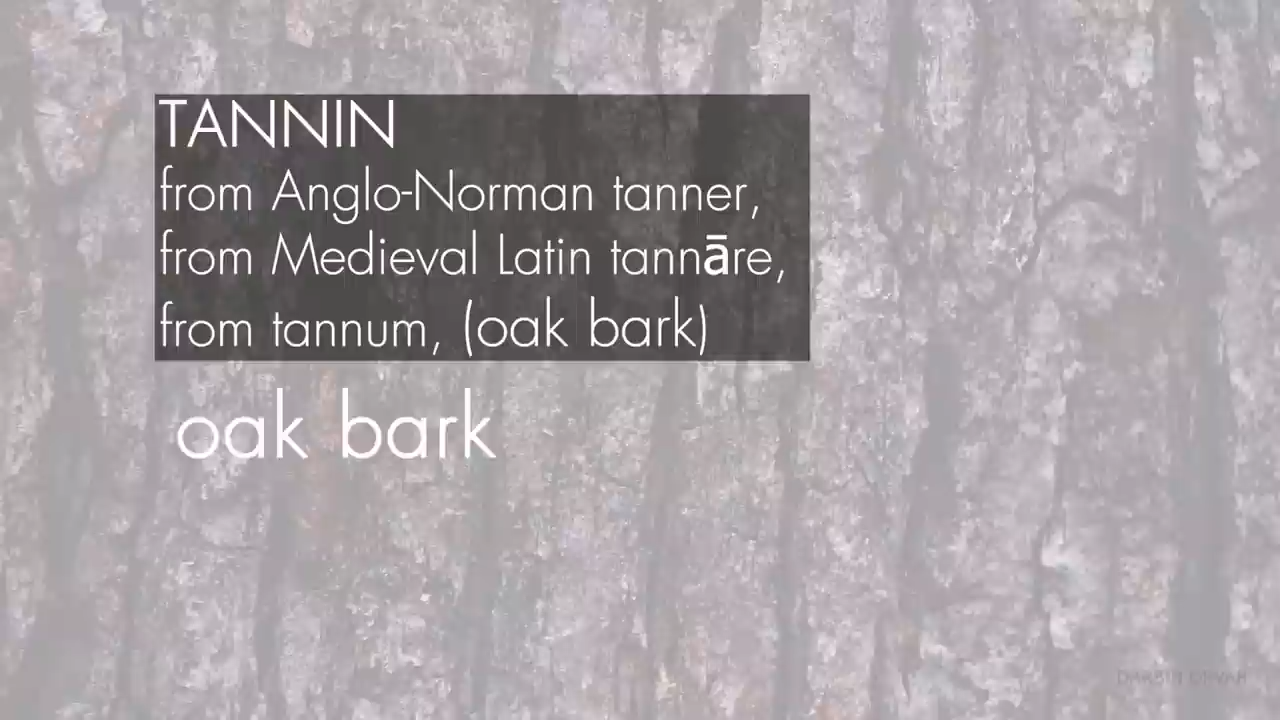 TANNIN
from Anglo-Norman tanner,
from Medieval Latin tannāre,
from tannum, (oak bark)
oak bark